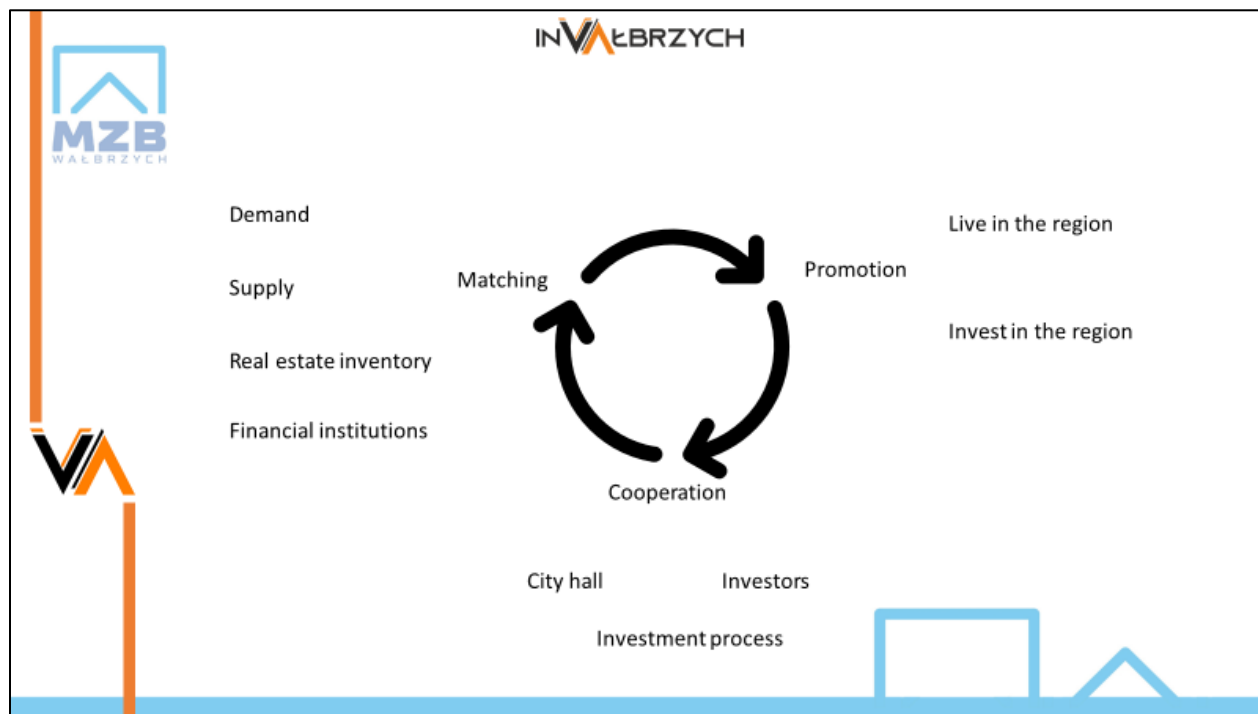 INVAŁBRZYCH
MZB
WAŁBRZYCH
Demand
Supply
Real estate inventory
Financial institutions
Matching
Promotion
Live in the region
Invest in the region
Cooperation
City hall
Investors
Investment process